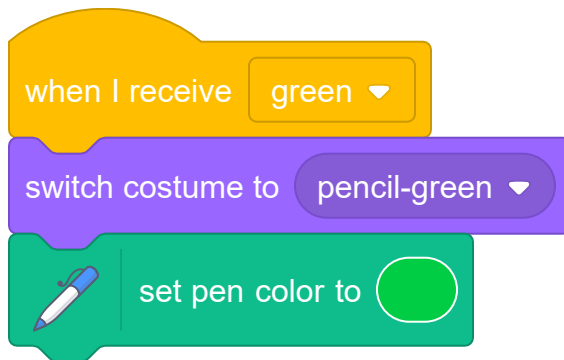 when I receive green
switch costume to pencil-green
set pen color to